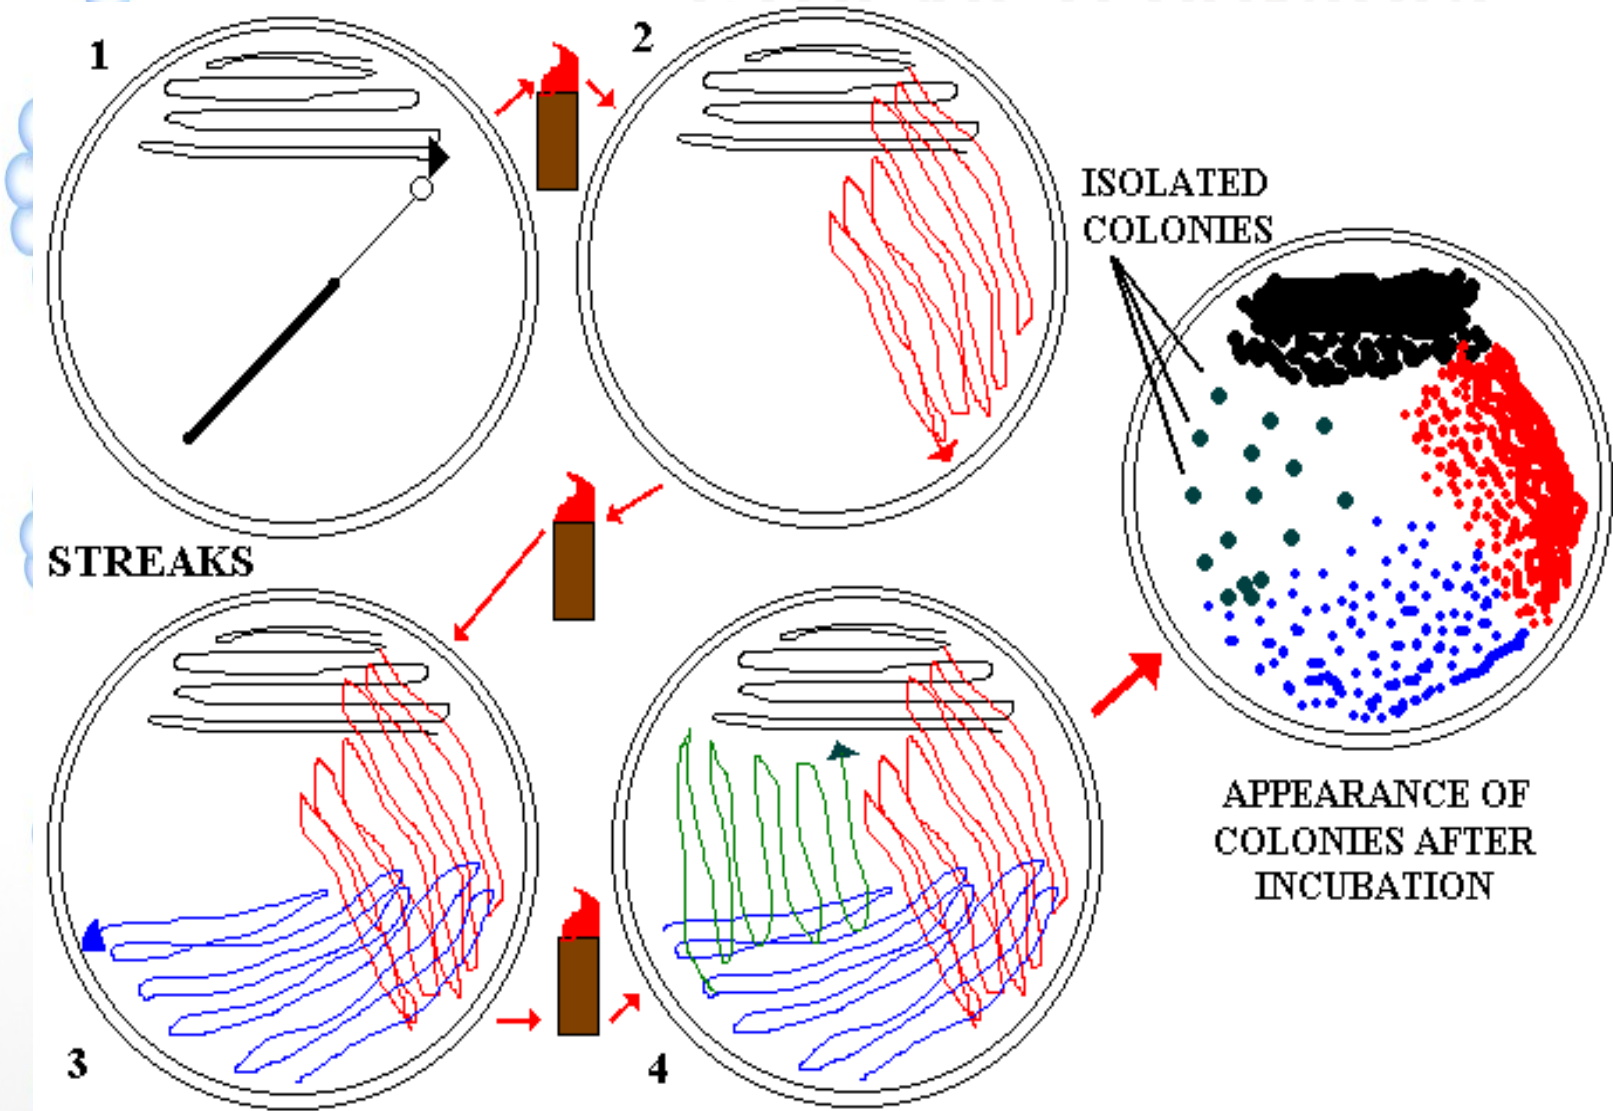 1
2
ISOLATED
COLONIES
STREAKS
3
4
APPEARANCE OF
COLONIES AFTER
INCUBATION